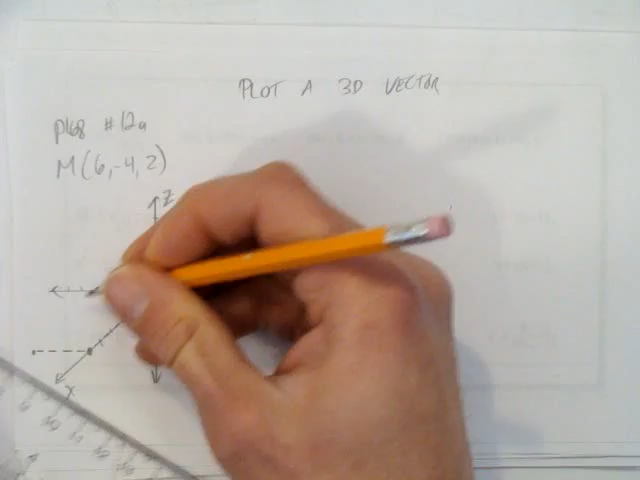 PLOT A 3D VECTOR
p168 #12a
M(6,-4,2)
Z
X